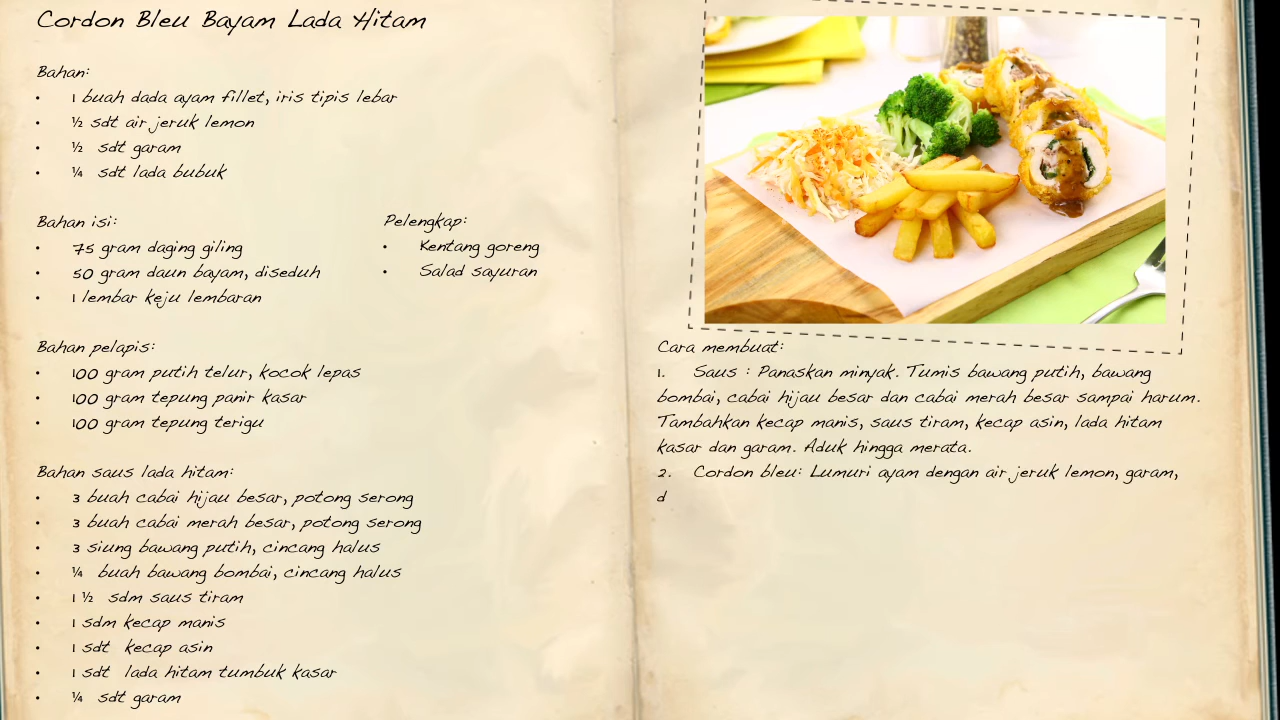 Cordon Bleu Bayam Lada Hitam
Bahan:
• 1 buah dada ayam fillet, iris tipis lebar
• ½ sdt air jeruk lemon
• ½ sdt garam
• ¼ sdt lada bubuk
Bahan isi:
• 75 gram daging giling
• 50 gram daun bayam, diseduh
• 1 lembar keju lembaran
Pelengkap:
• Kentang goreng
• Salad sayuran
Bahan pelapis:
• 100 gram putih telur, kocok lepas
• 100 gram tepung panir kasar
• 100 gram tepung terigu
Bahan saus lada hitam:
• 3 buah cabai hijau besar, potong serong
• 3 buah cabai merah besar, potong serong
• 3 siung bawang putih, cincang halus
• ¼ buah bawang bombai, cincang halus
• 1 ½ sdm saus tiram
• 1 sdm kecap manis
• 1 sdt kecap asin
• 1 sdt lada hitam tumbuk kasar
• ¼ sdt garam
Cara membuat:
1. Saus : Panaskan minyak. Tumis bawang putih, bawang
bombai, cabai hijau besar dan cabai merah besar sampai harum.
Tambahkan kecap manis, saus tiram, kecap asin, lada hitam
kasar dan garam. Aduk hingga merata.
2. Cordon bleu: Lumuri ayam dengan air jeruk lemon, garam,
d